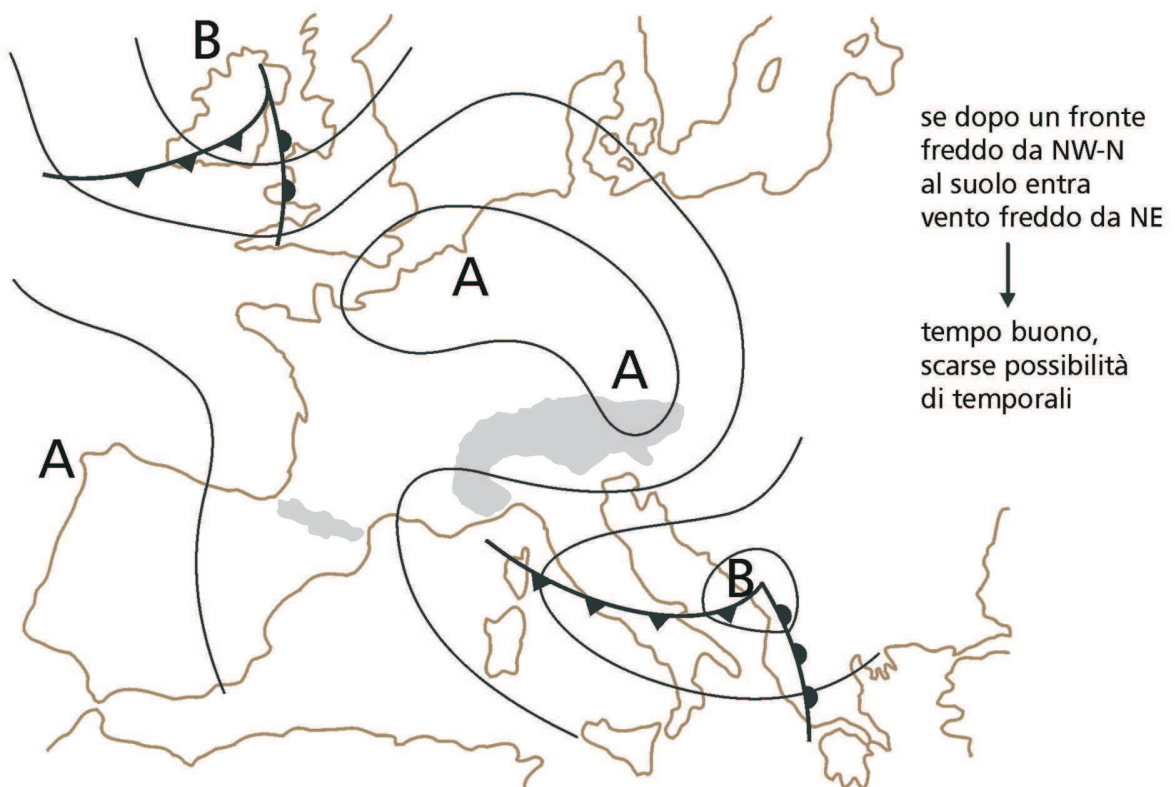 B
se dopo un fronte
freddo da NW-N
al suolo entra
vento freddo da NE
A
tempo buono,
scarse possibilità
di temporali
A
A
B